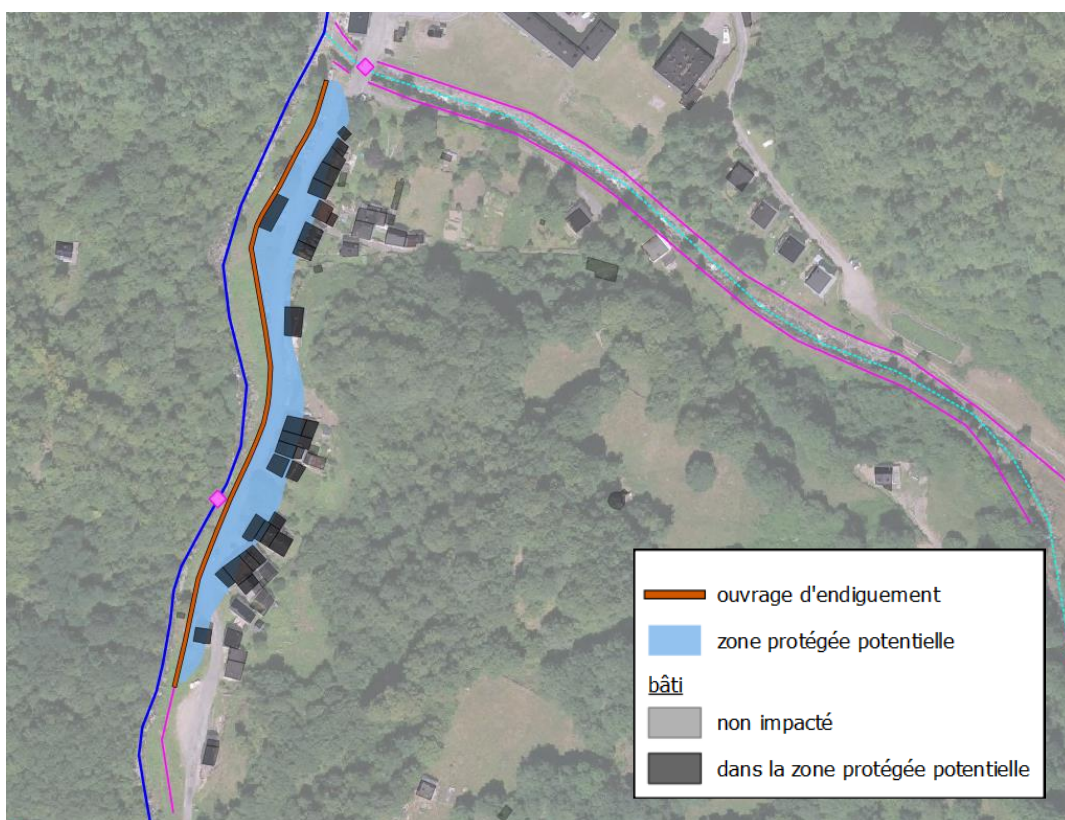 ouvrage d'endiguement
zone protégée potentielle
bâti
non impacté
dans la zone protégée potentielle